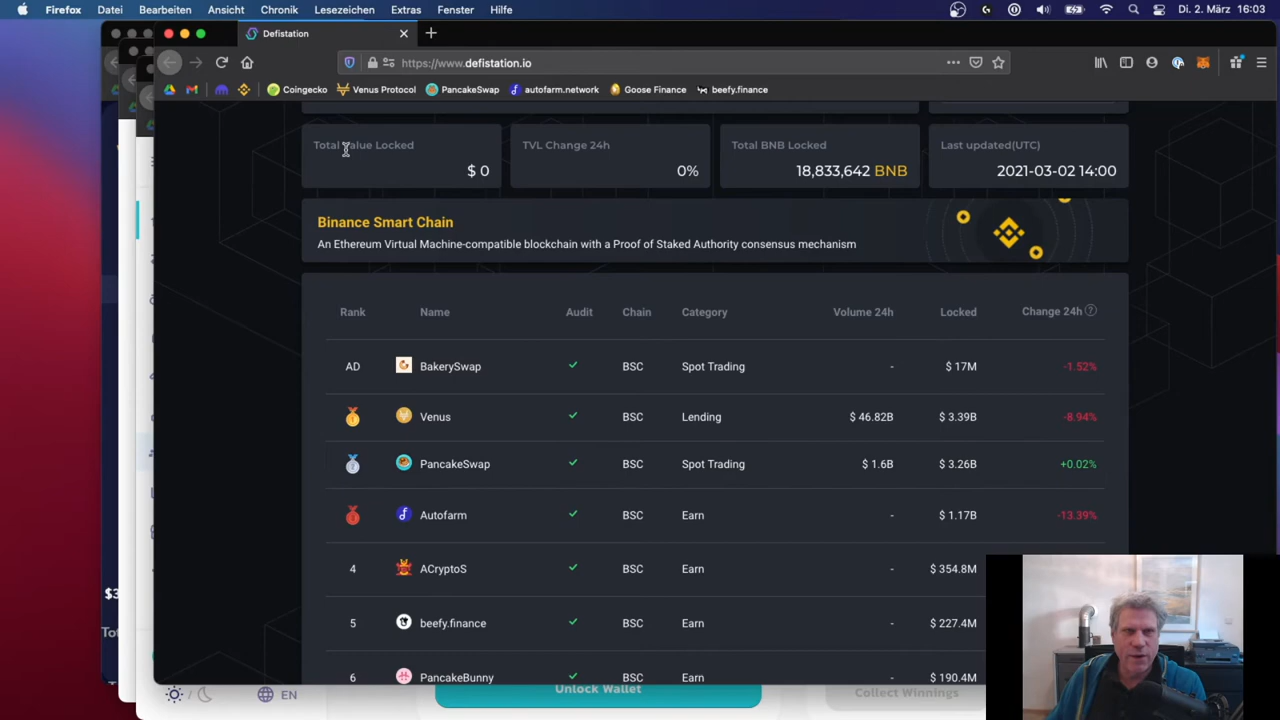 Firefox Datei Bearbeiten Ansicht Chronik Lesezeichen Extras Fenster Hilfe Di. 2. März 16:03
Defistation
https://www.defistation.io
Coingecko Venus Protocol PancakeSwap autofarm.network Goose Finance beefy.finance
Total Value Locked TVL Change 24h Total BNB Locked Last updated(UTC)
$ 0 0% 18,833,642 BNB 2021-03-02 14:00
Binance Smart Chain
An Ethereum Virtual Machine-compatible blockchain with a Proof of Staked Authority consensus mechanism
Rank Name Audit Chain Category Volume 24h Locked Change 24h
AD BakerySwap BSC Spot Trading - $ 17M -1.52%
Venus BSC Lending $ 46.82B $ 3.39B -8.94%
PancakeSwap BSC Spot Trading $ 1.6B $ 3.26B +0.02%
Autofarm BSC Earn - $ 1.17B -13.39%
4 ACryptoS BSC Earn - $ 354.8M
5 beefy.finance BSC Earn - $ 227.4M
6 PancakeBunny BSC Earn - $ 190.4M
EN Unlock Wallet Collect Winnings